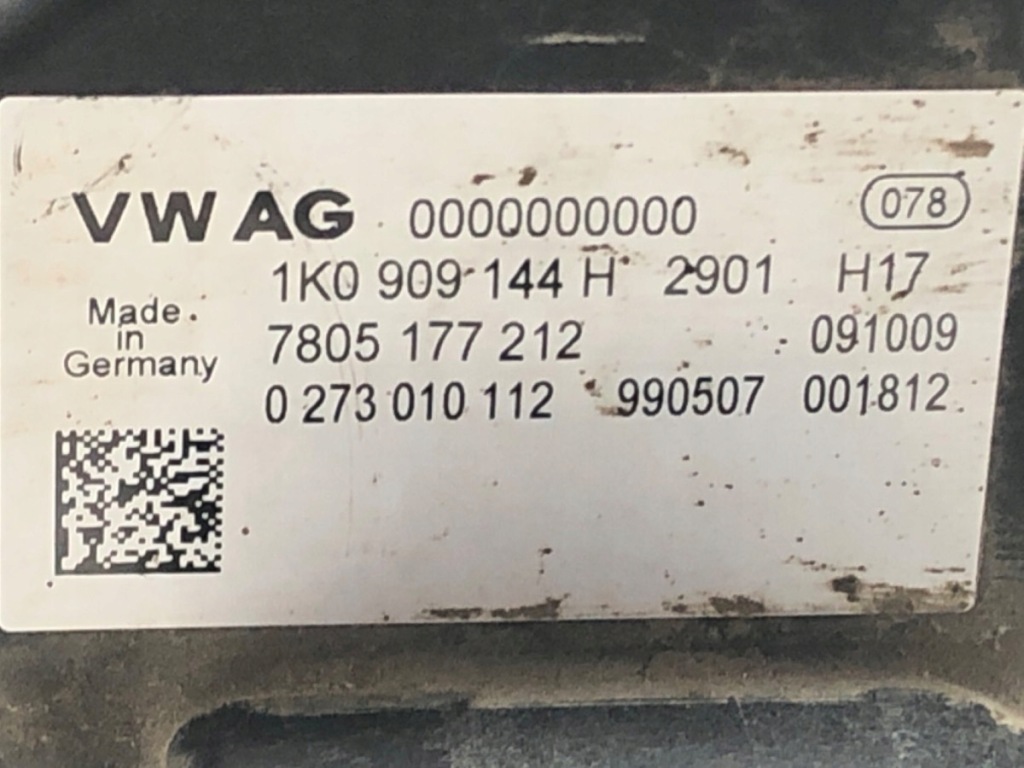 VW AG 0000000000 078
1K0 909 144 H 2901 H17
Made in Germany
7805 177 212 091009
0 273 010 112 990507 001812